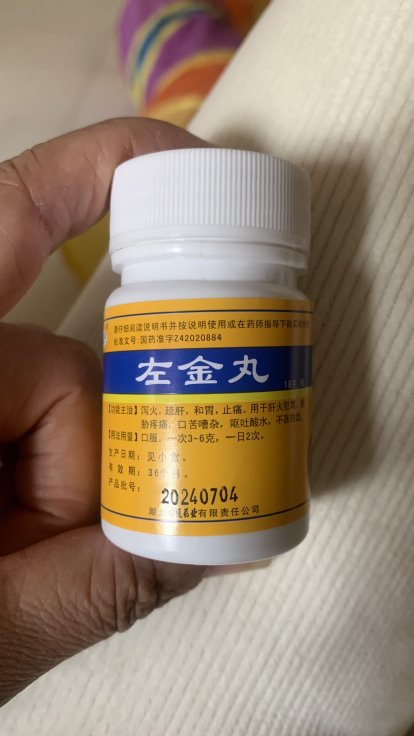 请仔细阅读说明书并按说明使用或在药师指导下购买和使用
批准文号:国药准字Z42020884
左金丸
【功能主治】泻火,疏肝,和胃,止痛。用于肝火犯胃,脘
胁疼痛,口苦嘈杂,呕吐酸水,不喜热饮。
【用法用量】口服。一次3~6克,一日2次。
生产日期:见小盒。
有 效 期:36个月。
产品批号:
20240704
湖北 药业有限责任公司